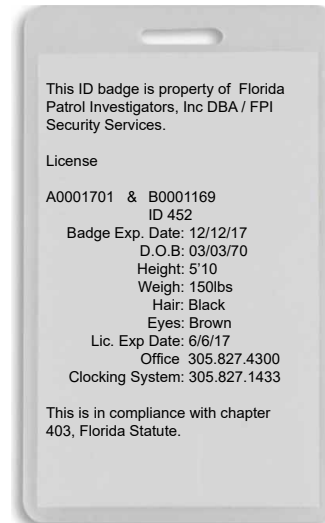 This ID badge is property of Florida
Patrol Investigators, Inc DBA / FPI
Security Services.
License
A0001701 & B0001169
ID 452
Badge Exp. Date: 12/12/17
D.O.B: 03/03/70
Height: 5'10
Weigh: 150lbs
Hair: Black
Eyes: Brown
Lic. Exp Date: 6/6/17
Office 305.827.4300
Clocking System: 305.827.1433
This is in compliance with chapter
403, Florida Statute.